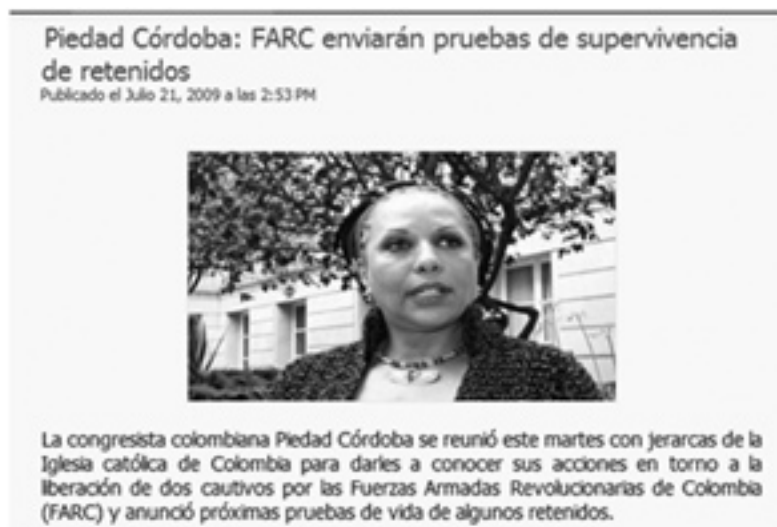 Piedad Córdoba: FARC enviarán pruebas de supervivencia
de retenidos
Publicado el Julio 21, 2009 a las 2:53 PM
La congresista colombiana Piedad Córdoba se reunió este martes con jerarcas de la
Iglesia católica de Colombia para darles a conocer sus acciones en torno a la
liberación de dos cautivos por las Fuerzas Armadas Revolucionarias de Colombia
(FARC) y anunció próximas pruebas de vida de algunos retenidos.